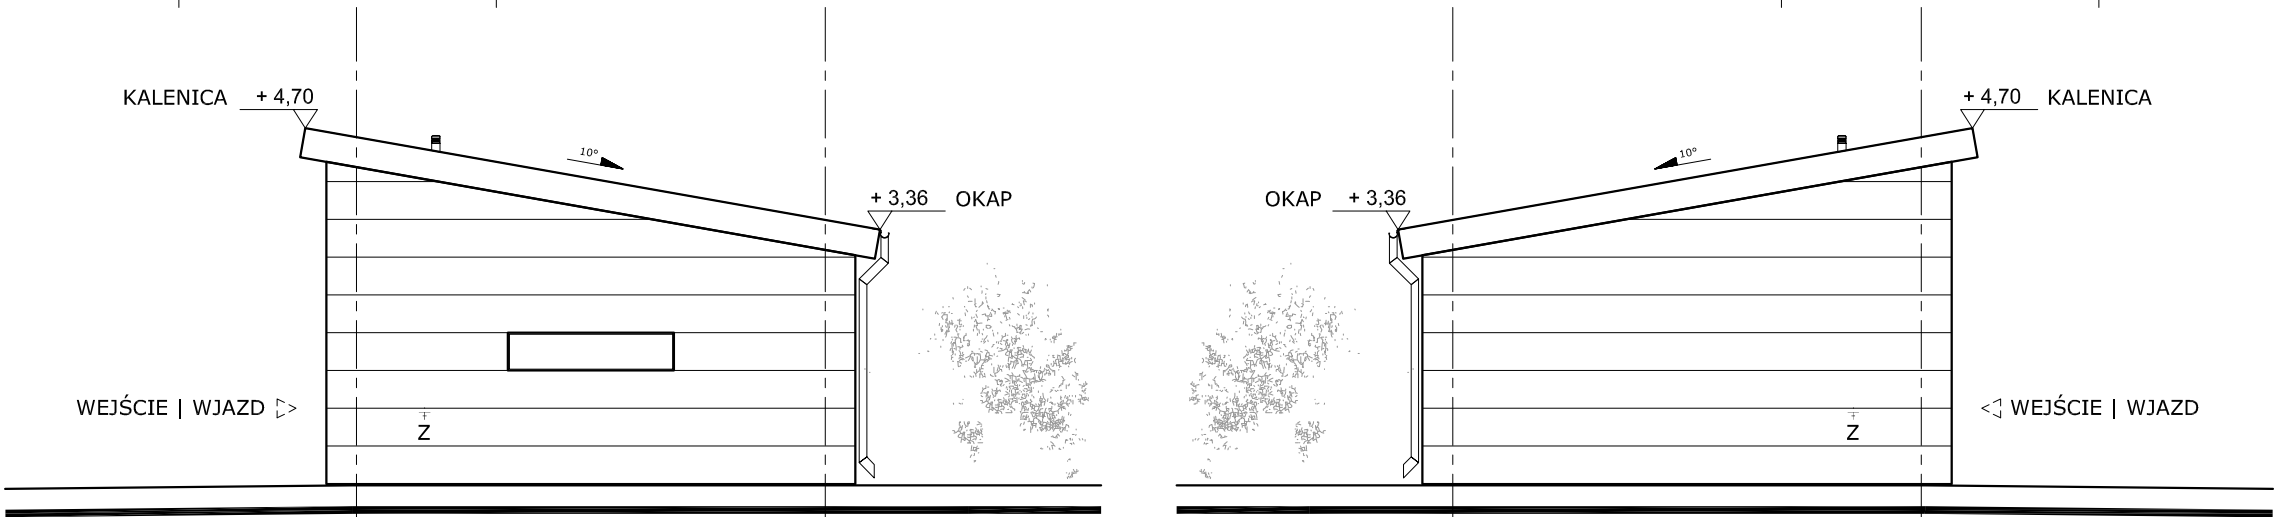 KALENICA + 4,70
10°
+ 3,36 OKAP
WEJŚCIE | WJAZD
Z
+ 4,70 KALENICA
10°
OKAP + 3,36
WEJŚCIE | WJAZD
Z